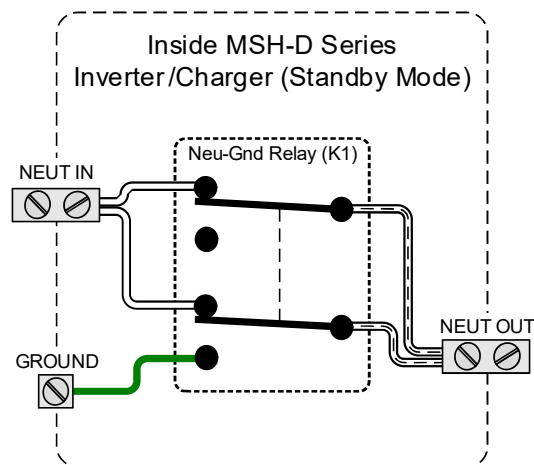 Inside MSH-D Series
Inverter/Charger (Standby Mode)
Neu-Gnd Relay (K1)
NEUT IN
NEUT OUT
GROUND